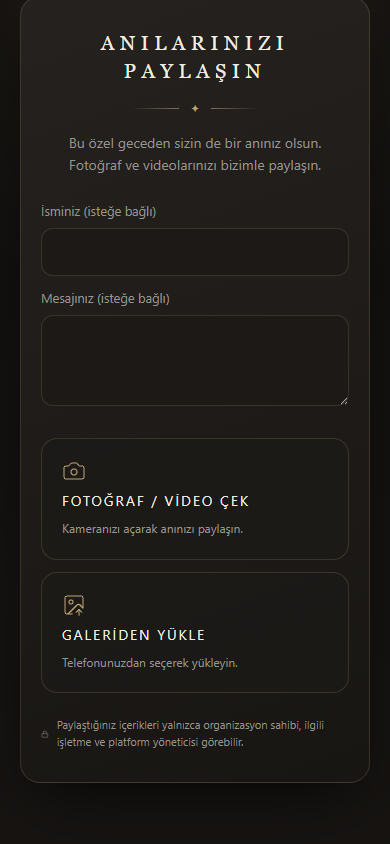 ANILARINIZI
PAYLAŞIN
Bu özel geceden sizin de bir anınız olsun.
Fotoğraf ve videolarınızı bizimle paylaşın.
İsminiz (isteğe bağlı)
Mesajınız (isteğe bağlı)
FOTOĞRAF / VİDEO ÇEK
Kameranızı açarak anınızı paylaşın.
GALERİDEN YÜKLE
Telefonunuzdan seçerek yükleyin.
Paylaştığınız içerikleri yalnızca organizasyon sahibi, ilgili
işletme ve platform yöneticisi görebilir.